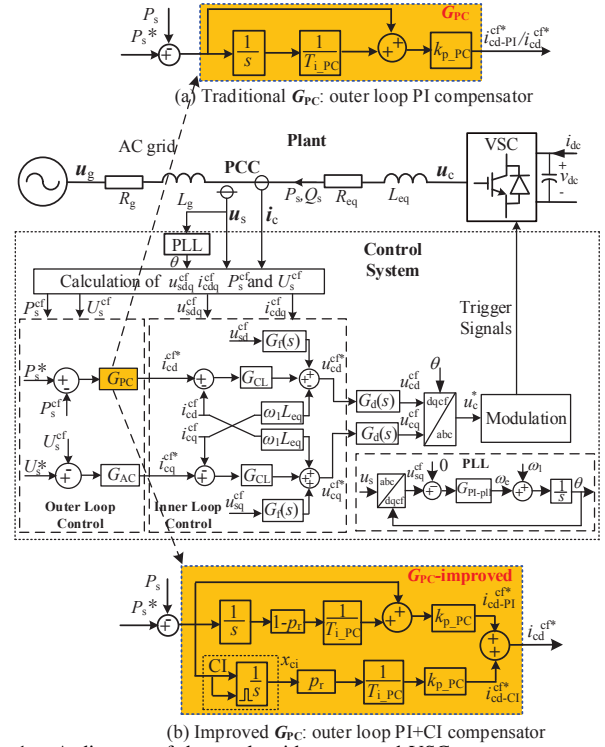 P_s
P_s*
G_PC
1/s
1/T_i_PC
k_p_PC
i_cd-PI^cf*/i_cd^cf*
(a) Traditional G_PC: outer loop PI compensator
AC grid
Plant
VSC
i_dc
v_dc
u_g
R_g
L_g
PCC
u_s
i_c
P_s,Q_s
R_eq
L_eq
u_c
PLL
θ
Control
System
Calculation of u_sdq^cf i_cdq^cf P_s^cf and U_s^cf
P_s^cf
U_s^cf
u_sdq^cf
i_cdq^cf
Trigger
Signals
P_s*
G_PC
P_s^cf
i_cd^cf*
u_sd^cf
G_f(s)
G_CL
u_cd^cf*
i_cd^cf
ω_1L_eq
i_cq^cf
ω_1L_eq
G_d(s)
u_cd^cf
G_d(s)
u_cq^cf
θ
dqcf
abc
u_c*
Modulation
U_s^cf
U_s*
G_AC
i_cq^cf*
G_CL
u_cq^cf*
u_sq^cf
G_f(s)
Outer Loop
Control
Inner Loop
Control
PLL
u_s
abc
dqcf
u_sq^cf
0
G_PI-pll
ω_e
ω_1
1/s
θ
G_PC-improved
P_s
P_s*
1/s
1-p_r
1/T_i_PC
k_p_PC
i_cd-PI^cf*
i_cd^cf*
CI
1/s
x_ci
p_r
1/T_i_PC
k_p_PC
i_cd-CI^cf*
(b) Improved G_PC: outer loop PI+CI compensator